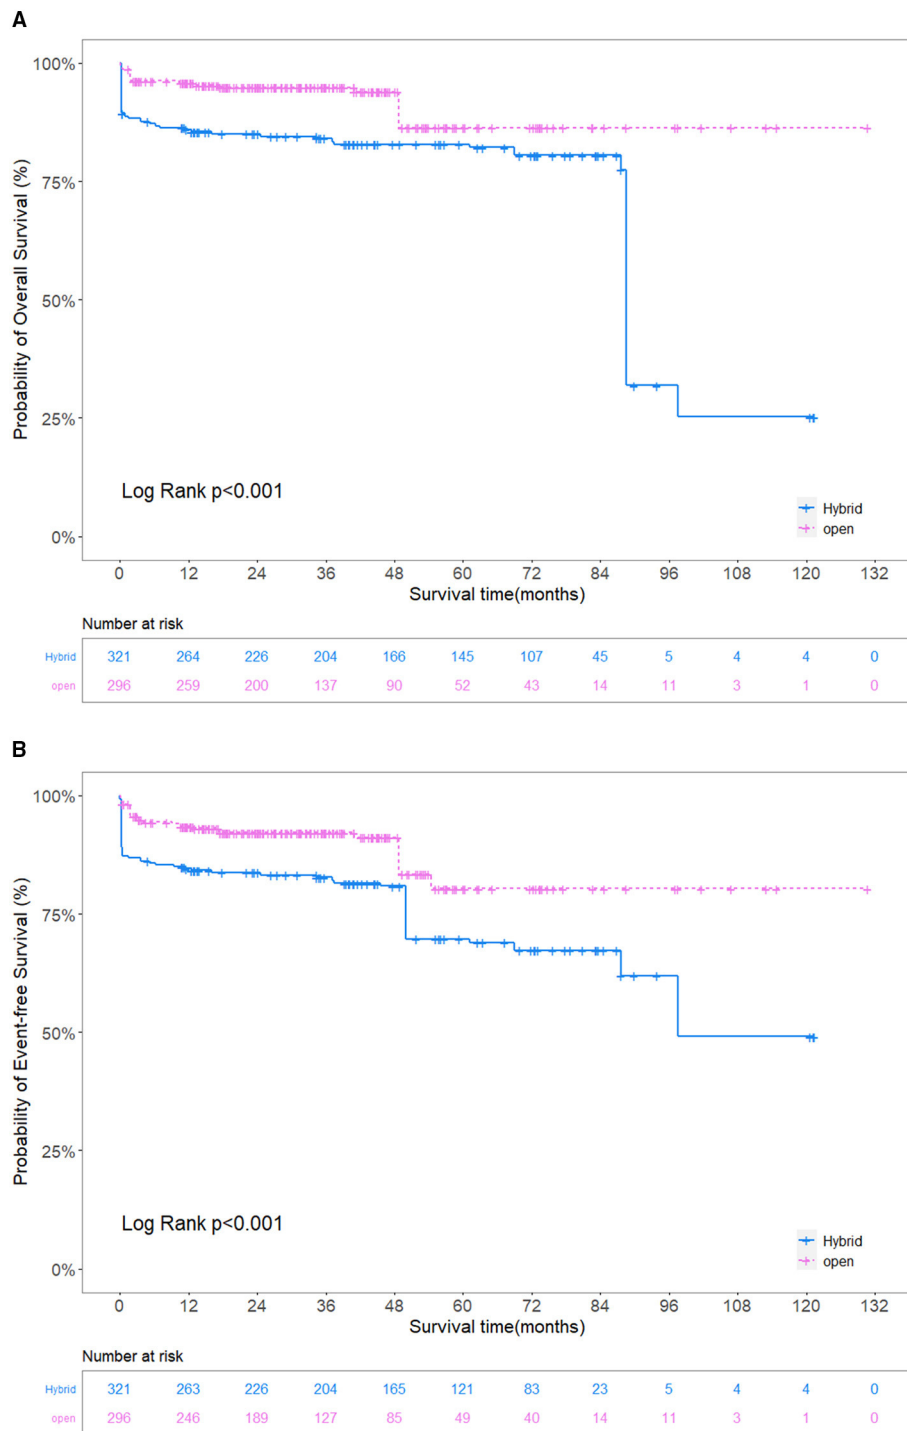 A
100%
75%
50%
25%
0%
Probability of Overall Survival (%)
Log Rank p<0.001
Hybrid
open
0 12 24 36 48 60 72 84 96 108 120 132
Survival time(months)
Number at risk
Hybrid 321 264 226 204 166 145 107 45 5 4 4 0
open 296 259 200 137 90 52 43 14 11 3 1 0
B
100%
75%
50%
25%
0%
Probability of Event-free Survival (%)
Log Rank p<0.001
Hybrid
open
0 12 24 36 48 60 72 84 96 108 120 132
Survival time(months)
Number at risk
Hybrid 321 263 226 204 165 121 83 23 5 4 4 0
open 296 246 189 127 85 49 40 14 11 3 1 0